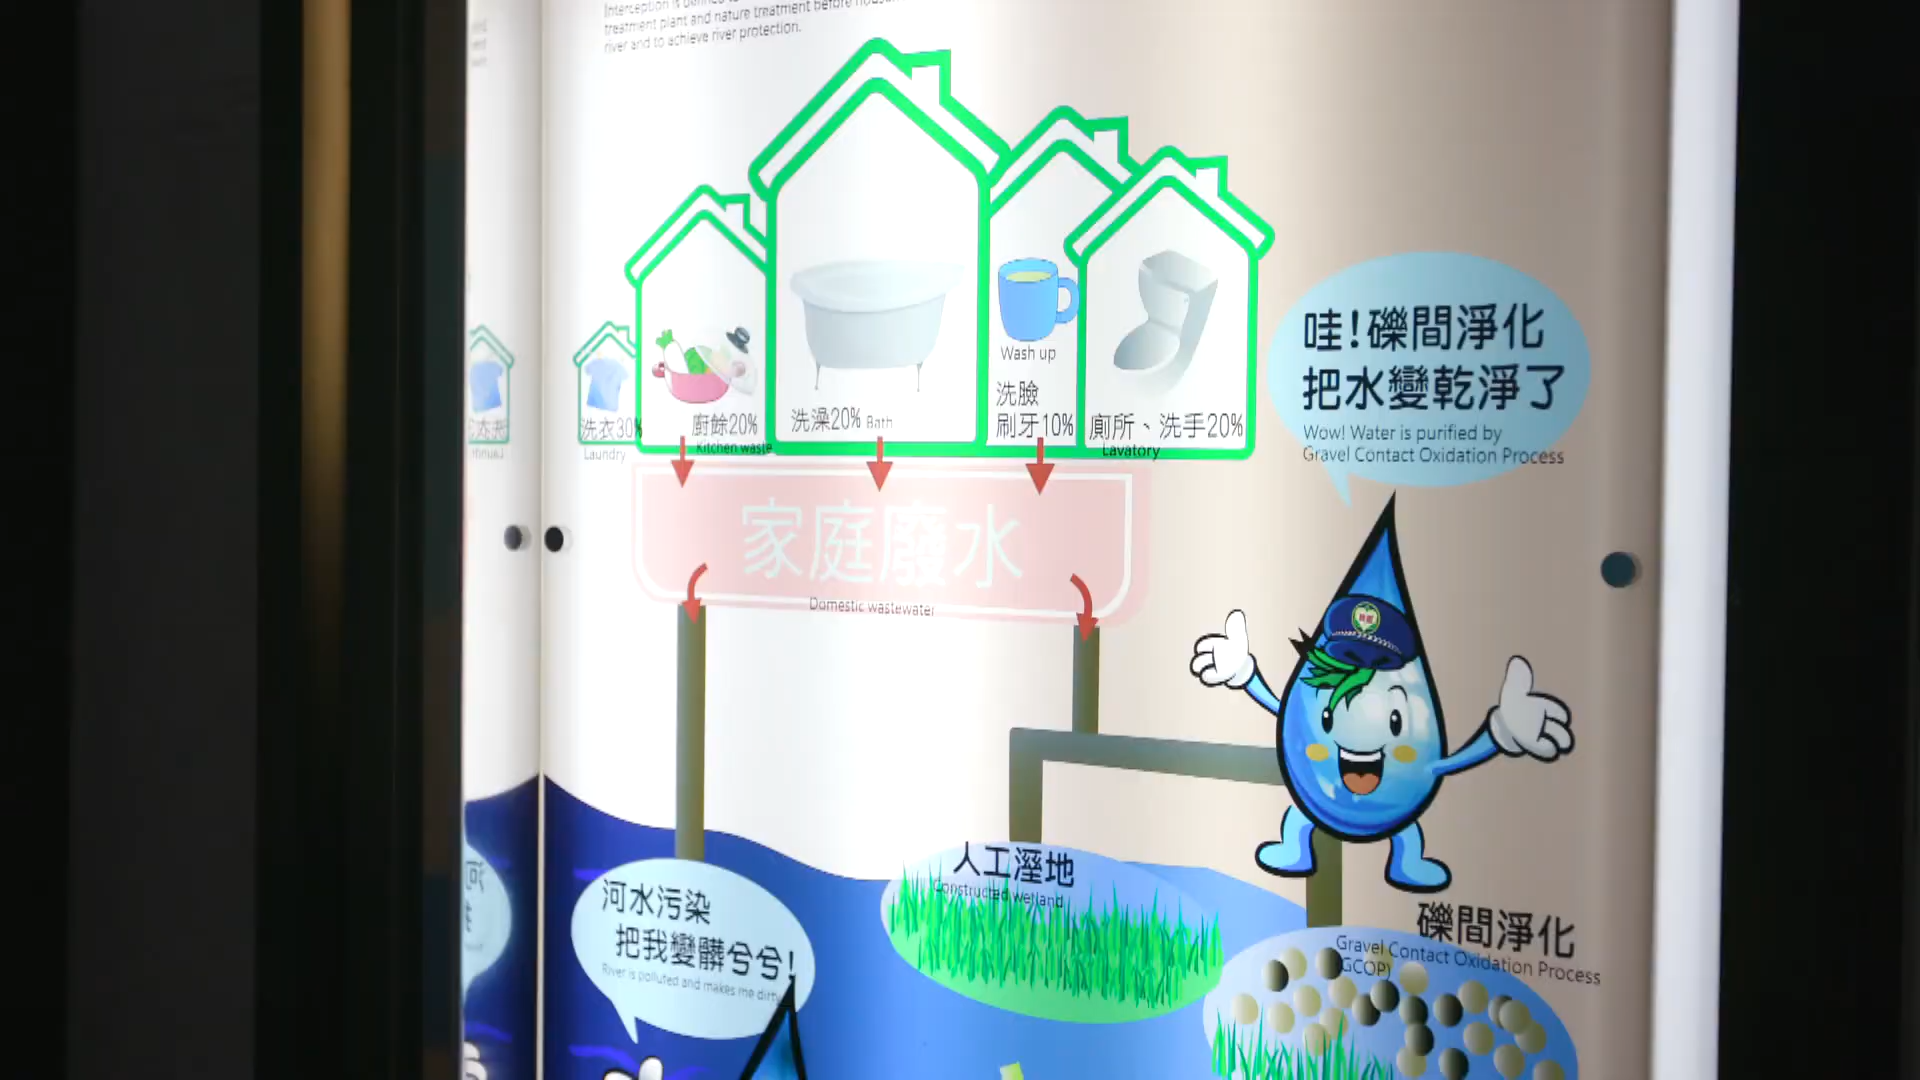 treatment plant and nature treatment before
river and to achieve river protection.
洗衣30%
Laundry
廚餘20%
Kitchen waste
洗澡20% Bath
Wash up
洗臉
刷牙10%
廁所、洗手20%
Lavatory
家庭廢水
Domestic wastewater
哇!礫間淨化
把水變乾淨了
Wow! Water is purified by
Gravel Contact Oxidation Process
人工溼地
Constructed wetland
河水污染
把我變髒兮兮!
River is polluted and makes me dirty
礫間淨化
Gravel Contact Oxidation Process
(GCOP)